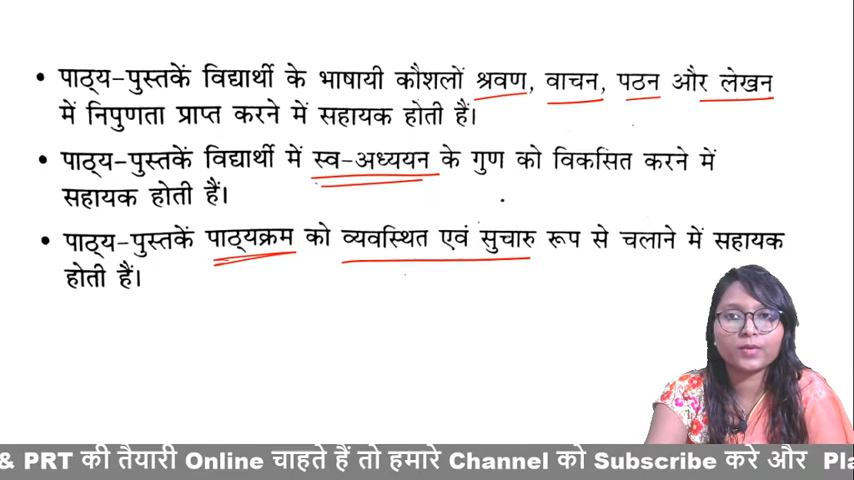 • पाठ्य-पुस्तकें विद्यार्थी के भाषायी कौशलों श्रवण, वाचन, पठन और लेखन
में निपुणता प्राप्त करने में सहायक होती हैं।
• पाठ्य-पुस्तकें विद्यार्थी में स्व-अध्ययन के गुण को विकसित करने में
सहायक होती हैं।
• पाठ्य-पुस्तकें पाठ्यक्रम को व्यवस्थित एवं सुचारु रूप से चलाने में सहायक
होती हैं।
& PRT की तैयारी Online चाहते हैं तो हमारे Channel को Subscribe करे और